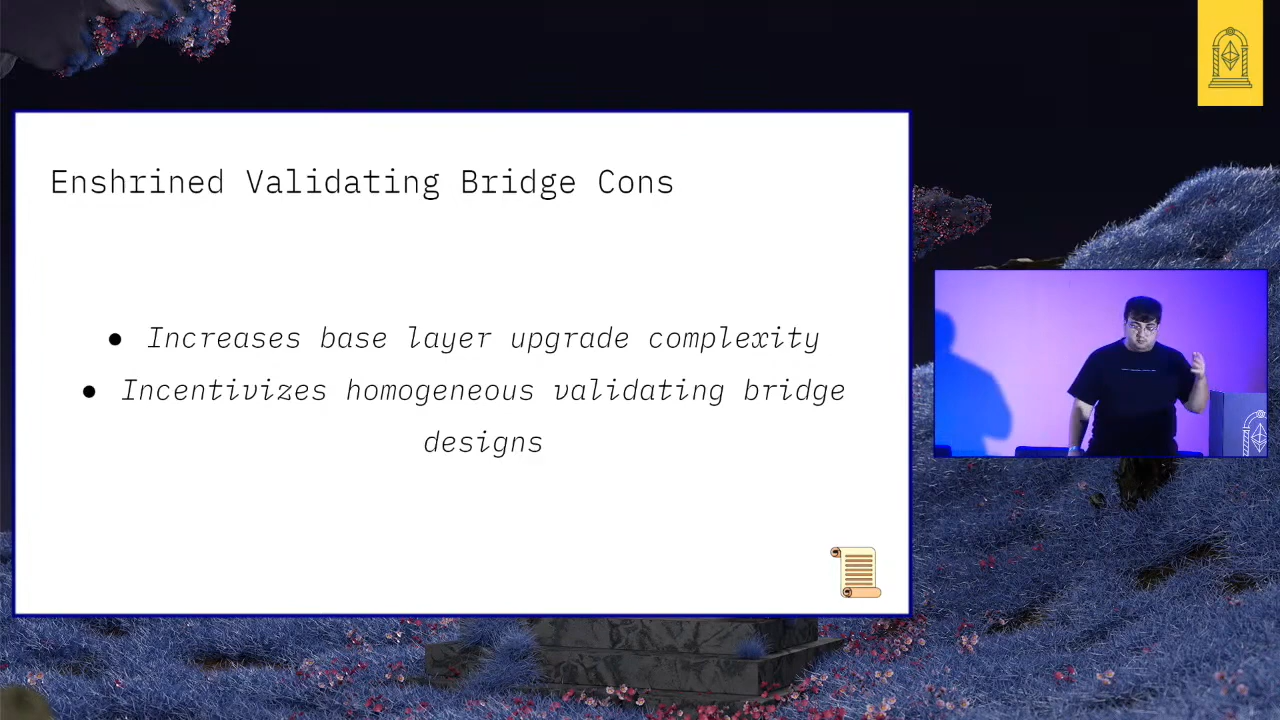 Enshrined Validating Bridge Cons
● Increases base layer upgrade complexity
● Incentivizes homogeneous validating bridge
designs